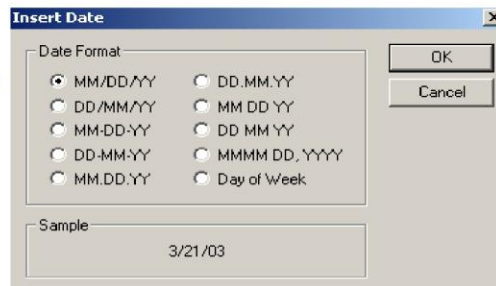 Insert Date
Date Format
MM/DD/YY
DD/MM/YY
MM-DD-YY
DD-MM-YY
MM.DD.YY
DD.MM.YY
MM DD YY
DD MM YY
MMMM DD, YYYY
Day of Week
OK
Cancel
Sample
3/21/03